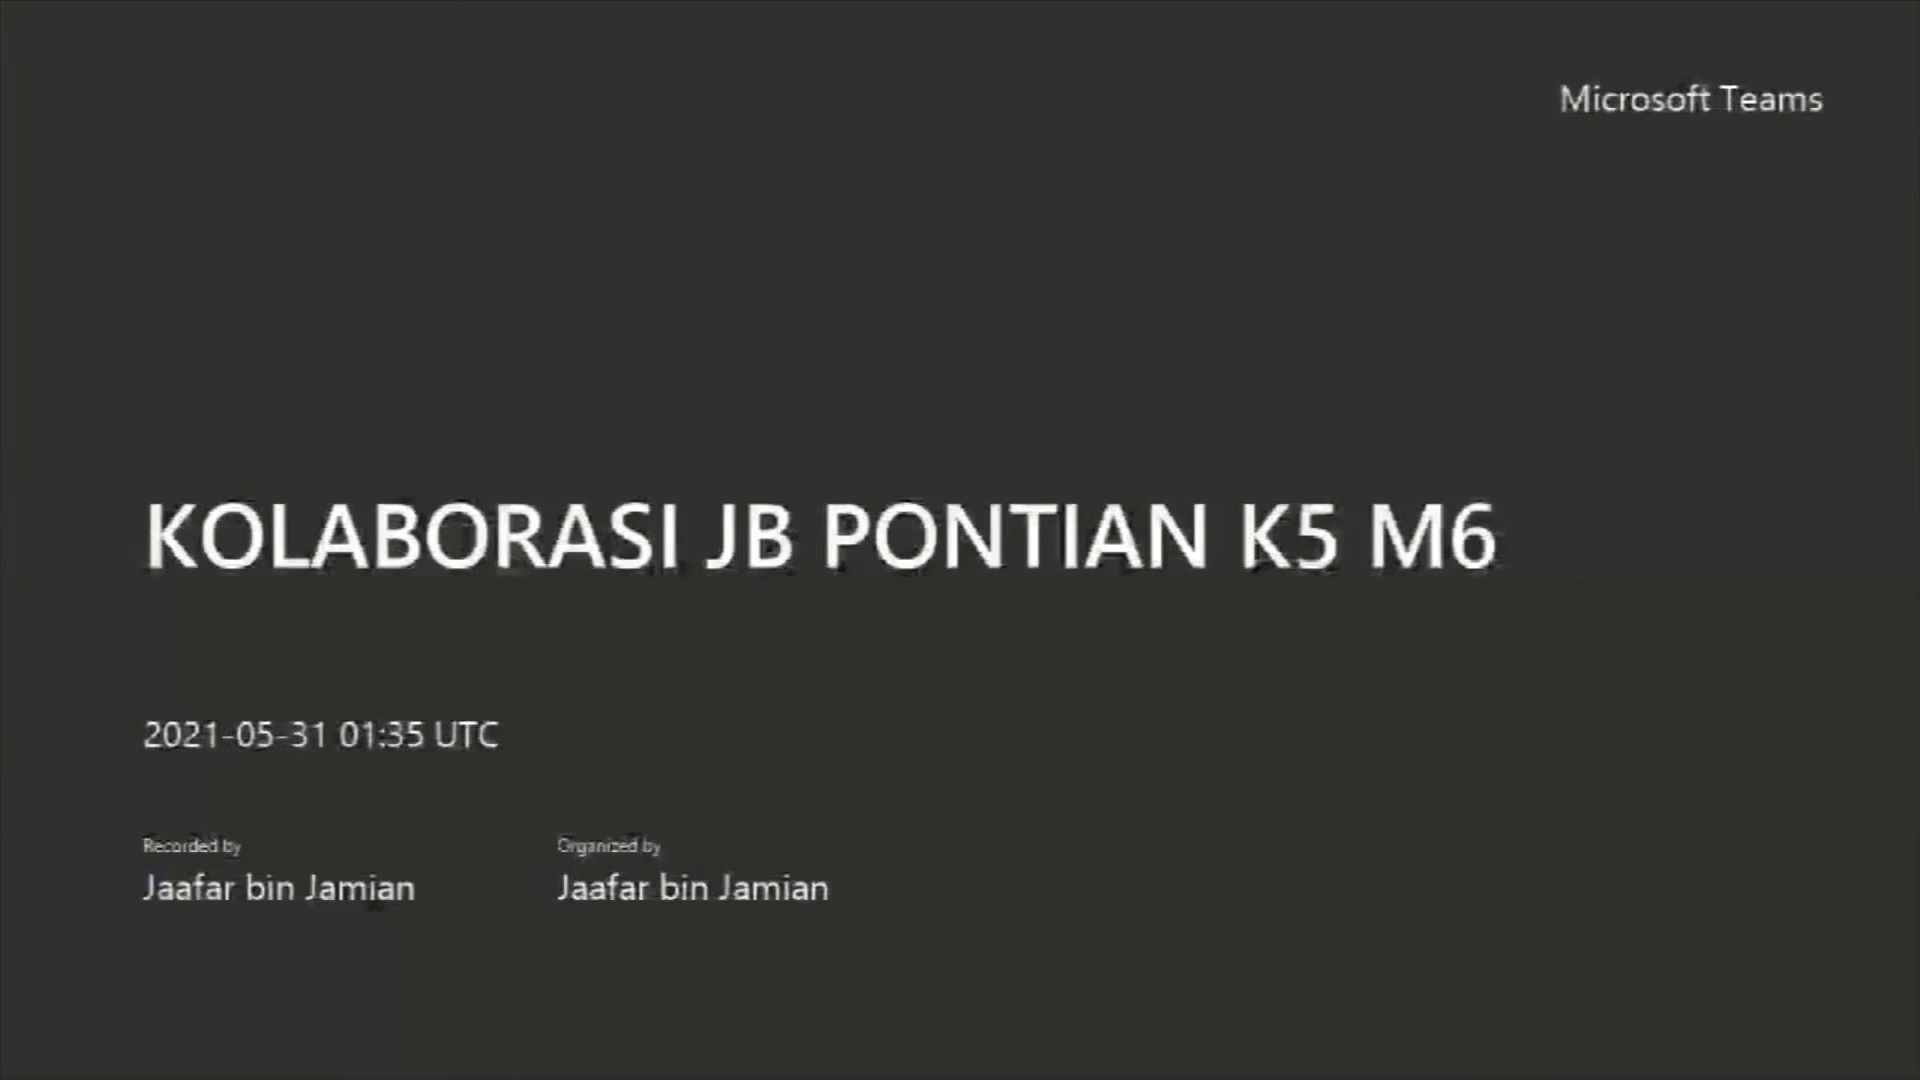 Microsoft Teams
KOLABORASI JB PONTIAN K5 M6
2021-05-31 01:35 UTC
Recorded by
Organized by
Jaafar bin Jamian
Jaafar bin Jamian